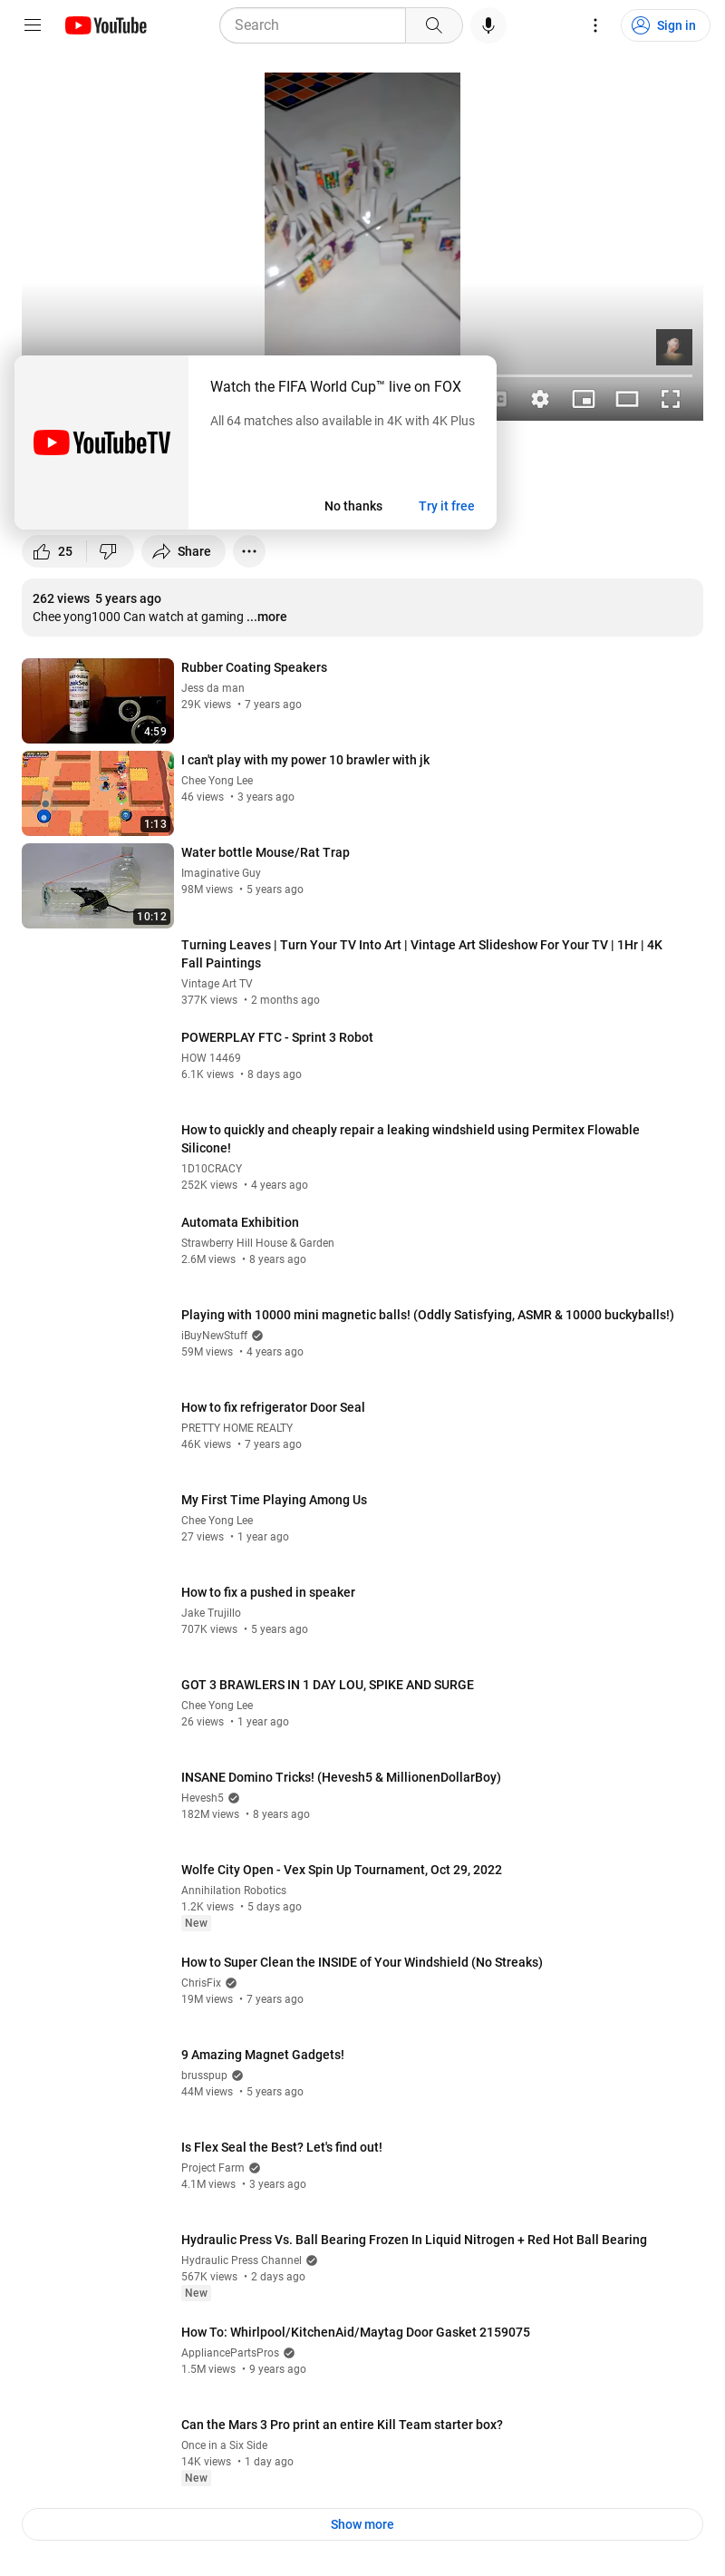 YouTube
Search
Sign in
Watch the FIFA World Cup™ live on FOX
All 64 matches also available in 4K with 4K Plus
YouTubeTV
No thanks
Try it free
25
Share
262 views 5 years ago
Chee yong1000 Can watch at gaming ...more
Rubber Coating Speakers
Jess da man
29K views • 7 years ago
4:59
I can't play with my power 10 brawler with jk
Chee Yong Lee
46 views • 3 years ago
1:13
Water bottle Mouse/Rat Trap
Imaginative Guy
98M views • 5 years ago
10:12
Turning Leaves | Turn Your TV Into Art | Vintage Art Slideshow For Your TV | 1Hr | 4K
Fall Paintings
Vintage Art TV
377K views • 2 months ago
POWERPLAY FTC - Sprint 3 Robot
HOW 14469
6.1K views • 8 days ago
How to quickly and cheaply repair a leaking windshield using Permitex Flowable
Silicone!
1D10CRACY
252K views • 4 years ago
Automata Exhibition
Strawberry Hill House & Garden
2.6M views • 8 years ago
Playing with 10000 mini magnetic balls! (Oddly Satisfying, ASMR & 10000 buckyballs!)
iBuyNewStuff
59M views • 4 years ago
How to fix refrigerator Door Seal
PRETTY HOME REALTY
46K views • 7 years ago
My First Time Playing Among Us
Chee Yong Lee
27 views • 1 year ago
How to fix a pushed in speaker
Jake Trujillo
707K views • 5 years ago
GOT 3 BRAWLERS IN 1 DAY LOU, SPIKE AND SURGE
Chee Yong Lee
26 views • 1 year ago
INSANE Domino Tricks! (Hevesh5 & MillionenDollarBoy)
Hevesh5
182M views • 8 years ago
Wolfe City Open - Vex Spin Up Tournament, Oct 29, 2022
Annihilation Robotics
1.2K views • 5 days ago
New
How to Super Clean the INSIDE of Your Windshield (No Streaks)
ChrisFix
19M views • 7 years ago
9 Amazing Magnet Gadgets!
brusspup
44M views • 5 years ago
Is Flex Seal the Best? Let's find out!
Project Farm
4.1M views • 3 years ago
Hydraulic Press Vs. Ball Bearing Frozen In Liquid Nitrogen + Red Hot Ball Bearing
Hydraulic Press Channel
567K views • 2 days ago
New
How To: Whirlpool/KitchenAid/Maytag Door Gasket 2159075
AppliancePartsPros
1.5M views • 9 years ago
Can the Mars 3 Pro print an entire Kill Team starter box?
Once in a Six Side
14K views • 1 day ago
New
Show more